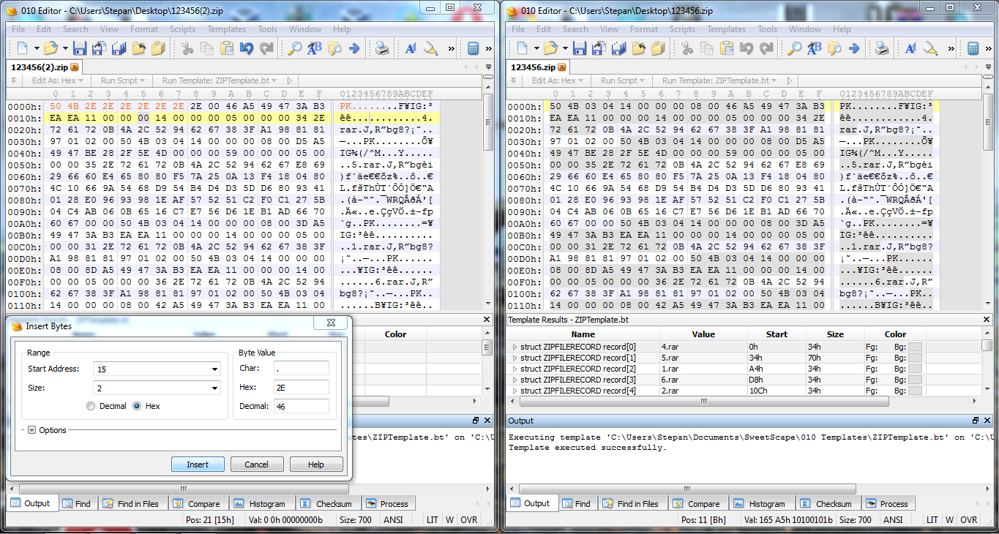 010 Editor - C:\Users\Stepan\Desktop\123456(2).zip
File Edit Search View Format Scripts Templates Tools Window Help
123456(2).zip
Edit As: Hex Run Script Run Template: ZIPTemplate.bt
0 1 2 3 4 5 6 7 8 9 A B C D E F 0123456789ABCDEF
0000h: 50 4B 2E 2E 2E 2E 2E 2E 2E 00 46 A5 49 47 3A B3 PK.......F¥IG:³
0010h: EA EA 11 00 00 00 14 00 00 00 05 00 00 00 34 2E êê............4.
0020h: 72 61 72 0B 4A 2C 52 94 62 67 38 3F A1 98 81 81 rar.J,R”bg8?¡˜..
0030h: 97 01 02 00 50 4B 03 04 14 00 00 00 08 00 D5 A5 —...PK........Õ¥
0040h: 49 47 BE 28 2F 5E 4D 00 00 00 59 00 00 00 05 00 IG¾(/^M...Y.....
0050h: 00 00 35 2E 72 61 72 0B 4A 2C 52 94 62 67 E8 69 ..5.rar.J,R”bgèi
0060h: 29 66 60 E4 65 80 80 F5 7A 25 0A 13 F4 18 04 80 )f`äe€€õz%..ô..€
0070h: 4C 10 66 9A 54 68 D9 54 B4 D4 D3 5D D6 80 93 41 L.fšThÙT´ÔÓ]Ö€“A
0080h: 01 28 E0 96 93 98 1E AF 57 52 51 C2 F0 C1 27 5B .(à–“˜.¯WRQÂðÁ'[
0090h: 04 C4 AB 06 0B 65 16 C7 E7 56 D6 1E B1 AD 66 70 .Ä«..e.ÇçVÖ.±-fp
00A0h: 60 67 00 00 00 50 4B 03 04 14 00 00 00 08 00 3D A5 `g...PK........=¥
00B0h: 49 47 3A B3 EA EA 11 00 00 00 14 00 00 00 05 00 IG:³êê..........
00C0h: 00 00 31 2E 72 61 72 0B 4A 2C 52 94 62 67 38 3F ..1.rar.J,R”bg8?
00D0h: A1 98 81 81 97 01 02 00 50 4B 03 04 14 00 00 00 ¡˜..—...PK......
00E0h: 08 00 8D A5 49 47 3A B3 EA EA 11 00 00 00 14 00 ...¥IG:³êê......
00F0h: 00 00 05 00 00 00 36 2E 72 61 72 0B 4A 2C 52 94 ......6.rar.J,R”
0100h: 62 67 38 3F A1 98 81 81 97 01 02 00 50 4B 03 04 bg8?¡˜..—...PK..
0110h: 14 00 00 00 08 00 42 A5 49 47 3A B3 EA EA 11 00 ......B¥IG:³êê..
Color
Insert Bytes
Range
Start Address: 15
Size: 2
Decimal Hex
Byte Value
Char: .
Hex: 2E
Decimal: 46
Options
Insert Cancel Help
tes\ZIPTemplate.bt' on 'C:\U
Output Find Find in Files Compare Histogram Checksum Process
Pos: 21 [15h] Val: 0 0h 00000000b Size: 700 ANSI LIT W OVR
010 Editor - C:\Users\Stepan\Desktop\123456.zip
File Edit Search View Format Scripts Templates Tools Window Help
123456.zip
Edit As: Hex Run Script Run Template: ZIPTemplate.bt
0 1 2 3 4 5 6 7 8 9 A B C D E F 0123456789ABCDEF
0000h: 50 4B 03 04 14 00 00 00 08 00 46 A5 49 47 3A B3 PK........F¥IG:³
0010h: EA EA 11 00 00 00 14 00 00 00 05 00 00 00 34 2E êê............4.
0020h: 72 61 72 0B 4A 2C 52 94 62 67 38 3F A1 98 81 81 rar.J,R”bg8?¡˜..
0030h: 97 01 02 00 50 4B 03 04 14 00 00 00 08 00 D5 A5 —...PK........Õ¥
0040h: 49 47 BE 28 2F 5E 4D 00 00 00 59 00 00 00 05 00 IG¾(/^M...Y.....
0050h: 00 00 35 2E 72 61 72 0B 4A 2C 52 94 62 67 E8 69 ..5.rar.J,R”bgèi
0060h: 29 66 60 E4 65 80 80 F5 7A 25 0A 13 F4 18 04 80 )f`äe€€õz%..ô..€
0070h: 4C 10 66 9A 54 68 D9 54 B4 D4 D3 5D D6 80 93 41 L.fšThÙT´ÔÓ]Ö€“A
0080h: 01 28 E0 96 93 98 1E AF 57 52 51 C2 F0 C1 27 5B .(à–“˜.¯WRQÂðÁ'[
0090h: 04 C4 AB 06 0B 65 16 C7 E7 56 D6 1E B1 AD 66 70 .Ä«..e.ÇçVÖ.±-fp
00A0h: 60 67 00 00 00 50 4B 03 04 14 00 00 00 08 00 3D A5 `g...PK........=¥
00B0h: 49 47 3A B3 EA EA 11 00 00 00 14 00 00 00 05 00 IG:³êê..........
00C0h: 00 00 31 2E 72 61 72 0B 4A 2C 52 94 62 67 38 3F ..1.rar.J,R”bg8?
00D0h: A1 98 81 81 97 01 02 00 50 4B 03 04 14 00 00 00 ¡˜..—...PK......
00E0h: 08 00 8D A5 49 47 3A B3 EA EA 11 00 00 00 14 00 ...¥IG:³êê......
00F0h: 00 00 05 00 00 00 36 2E 72 61 72 0B 4A 2C 52 94 ......6.rar.J,R”
0100h: 62 67 38 3F A1 98 81 81 97 01 02 00 50 4B 03 04 bg8?¡˜..—...PK..
0110h: 14 00 00 00 08 00 42 A5 49 47 3A B3 EA EA 11 00 ......B¥IG:³êê..
Template Results - ZIPTemplate.bt
Name Value Start Size Color
struct ZIPFILERECORD record[0] 4.rar 0h 34h Fg: Bg:
struct ZIPFILERECORD record[1] 5.rar 34h 70h Fg: Bg:
struct ZIPFILERECORD record[2] 1.rar A4h 34h Fg: Bg:
struct ZIPFILERECORD record[3] 6.rar D8h 34h Fg: Bg:
struct ZIPFILERECORD record[4] 2.rar 10Ch 34h Fg: Bg:
Output
Executing template 'C:\Users\Stepan\Documents\SweetScape\010 Templates\ZIPTemplate.bt' on 'C:\U
Template executed successfully.
Output Find Find in Files Compare Histogram Checksum Process
Pos: 11 [Bh] Val: 165 A5h 10100101b Size: 700 ANSI LIT W OVR